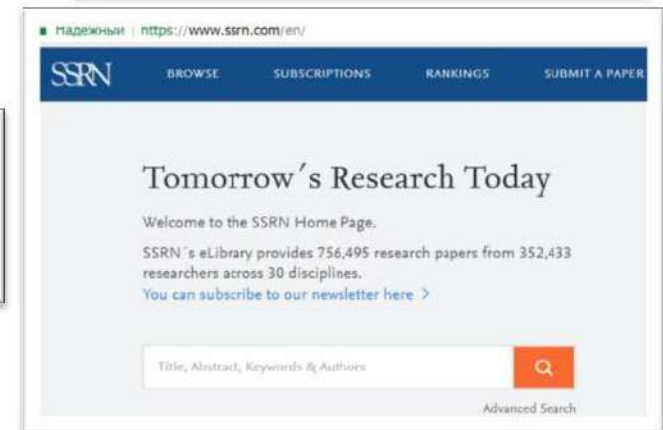 Надежный | https://www.ssrn.com/en/
SSRN BROWSE SUBSCRIPTIONS RANKINGS SUBMIT A PAPER
Tomorrow´s Research Today
Welcome to the SSRN Home Page.
SSRN´s eLibrary provides 756,495 research papers from 352,433
researchers across 30 disciplines.
You can subscribe to our newsletter here >
Title, Abstract, Keywords & Authors
Advanced Search